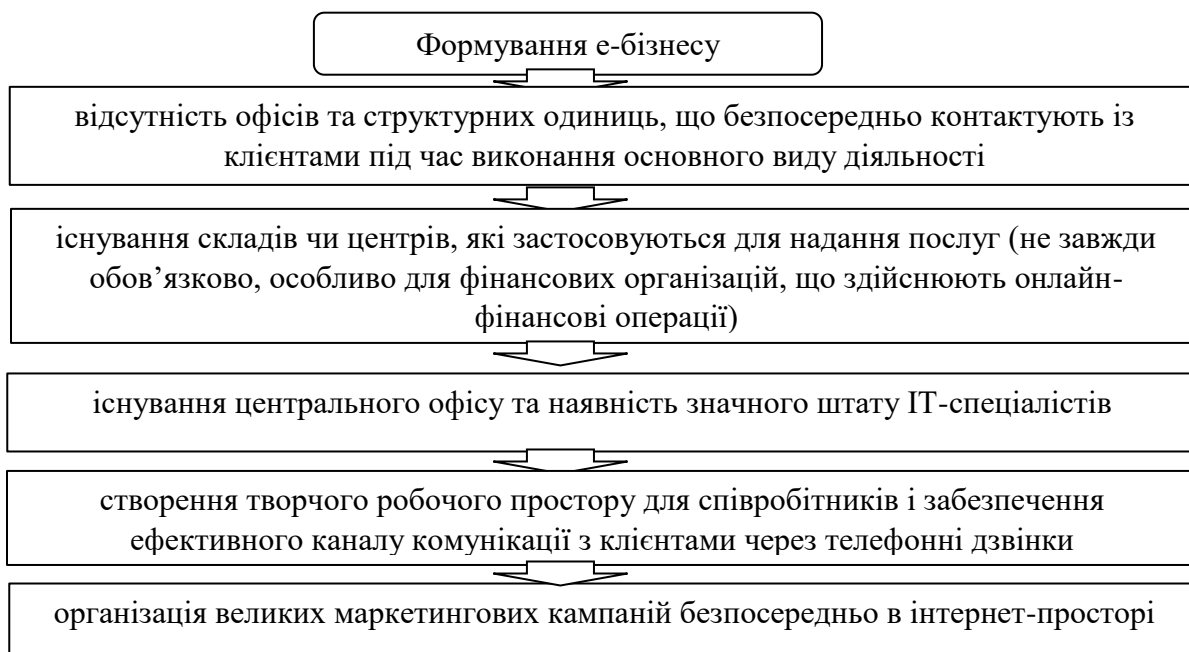 Формування е-бізнесу
відсутність офісів та структурних одиниць, що безпосередньо контактують із
клієнтами під час виконання основного виду діяльності
існування складів чи центрів, які застосовуються для надання послуг (не завжди
обов’язково, особливо для фінансових організацій, що здійснюють онлайн-
фінансові операції)
існування центрального офісу та наявність значного штату ІТ-спеціалістів
створення творчого робочого простору для співробітників і забезпечення
ефективного каналу комунікації з клієнтами через телефонні дзвінки
організація великих маркетингових кампаній безпосередньо в інтернет-просторі